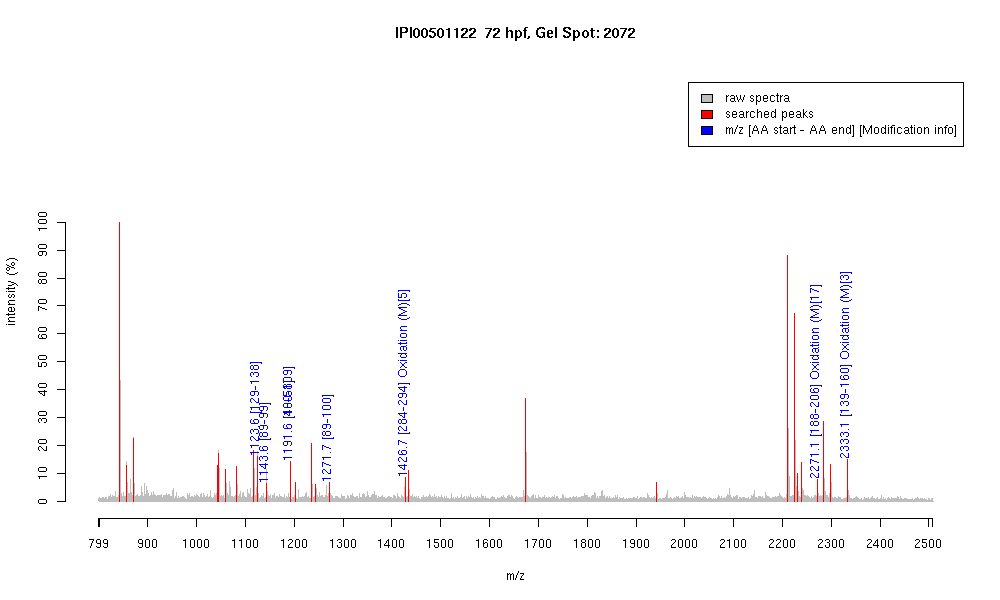 IPI00501122 72 hpf, Gel Spot: 2072
raw spectra
searched peaks
m/z [AA start - AA end] [Modification info]
intensity (%)
100
90
80
70
60
50
40
30
20
10
0
1123.6 [129-138]
1143.6 [89-99]
1191.6
1271.7 [89-100]
1426.7 [284-294] Oxidation (M)[5]
2271.1 [188-206] Oxidation (M)[17]
2333.1 [139-160] Oxidation (M)[3]
799 900 1000 1100 1200 1300 1400 1500 1600 1700 1800 1900 2000 2100 2200 2300 2400 2500
m/z